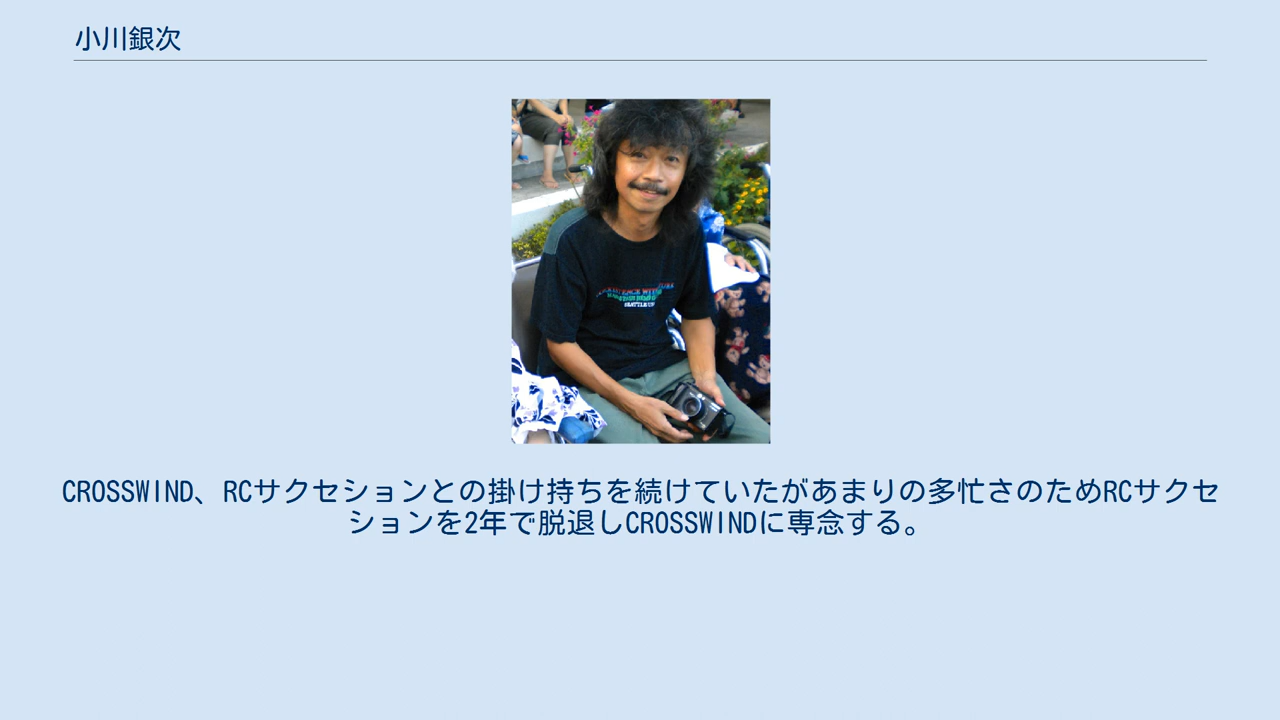 小川銀次
SEATTLE
CROSSWIND、RCサクセションとの掛け持ちを続けていたがあまりの多忙さのためRCサクセ
ションを2年で脱退しCROSSWINDに専念する。